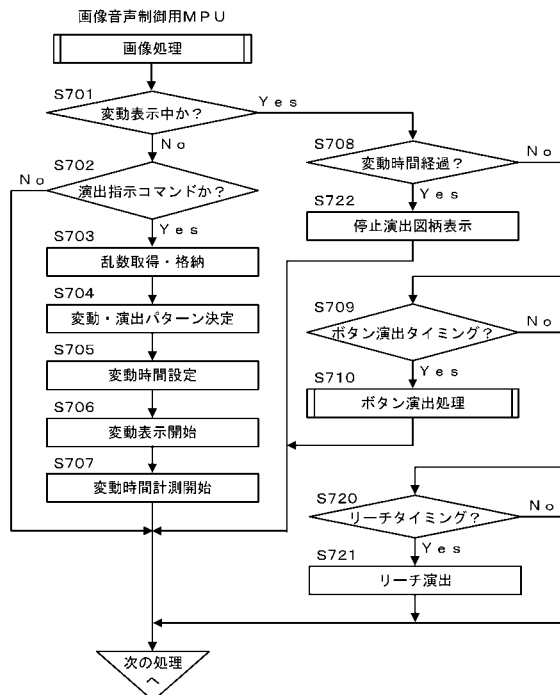 画像音声制御用ＭＰＵ
画像処理
Ｓ７０１
変動表示中か？
Ｙｅｓ
Ｎｏ
Ｓ７０２
演出指示コマンドか？
Ｎｏ
Ｙｅｓ
Ｓ７０３
乱数取得・格納
Ｓ７０４
変動・演出パターン決定
Ｓ７０５
変動時間設定
Ｓ７０６
変動表示開始
Ｓ７０７
変動時間計測開始
Ｓ７０８
変動時間経過？
Ｎｏ
Ｙｅｓ
Ｓ７２２
停止演出図柄表示
Ｓ７０９
ボタン演出タイミング？
Ｎｏ
Ｙｅｓ
Ｓ７１０
ボタン演出処理
Ｓ７２０
リーチタイミング？
Ｎｏ
Ｙｅｓ
Ｓ７２１
リーチ演出
次の処理
へ